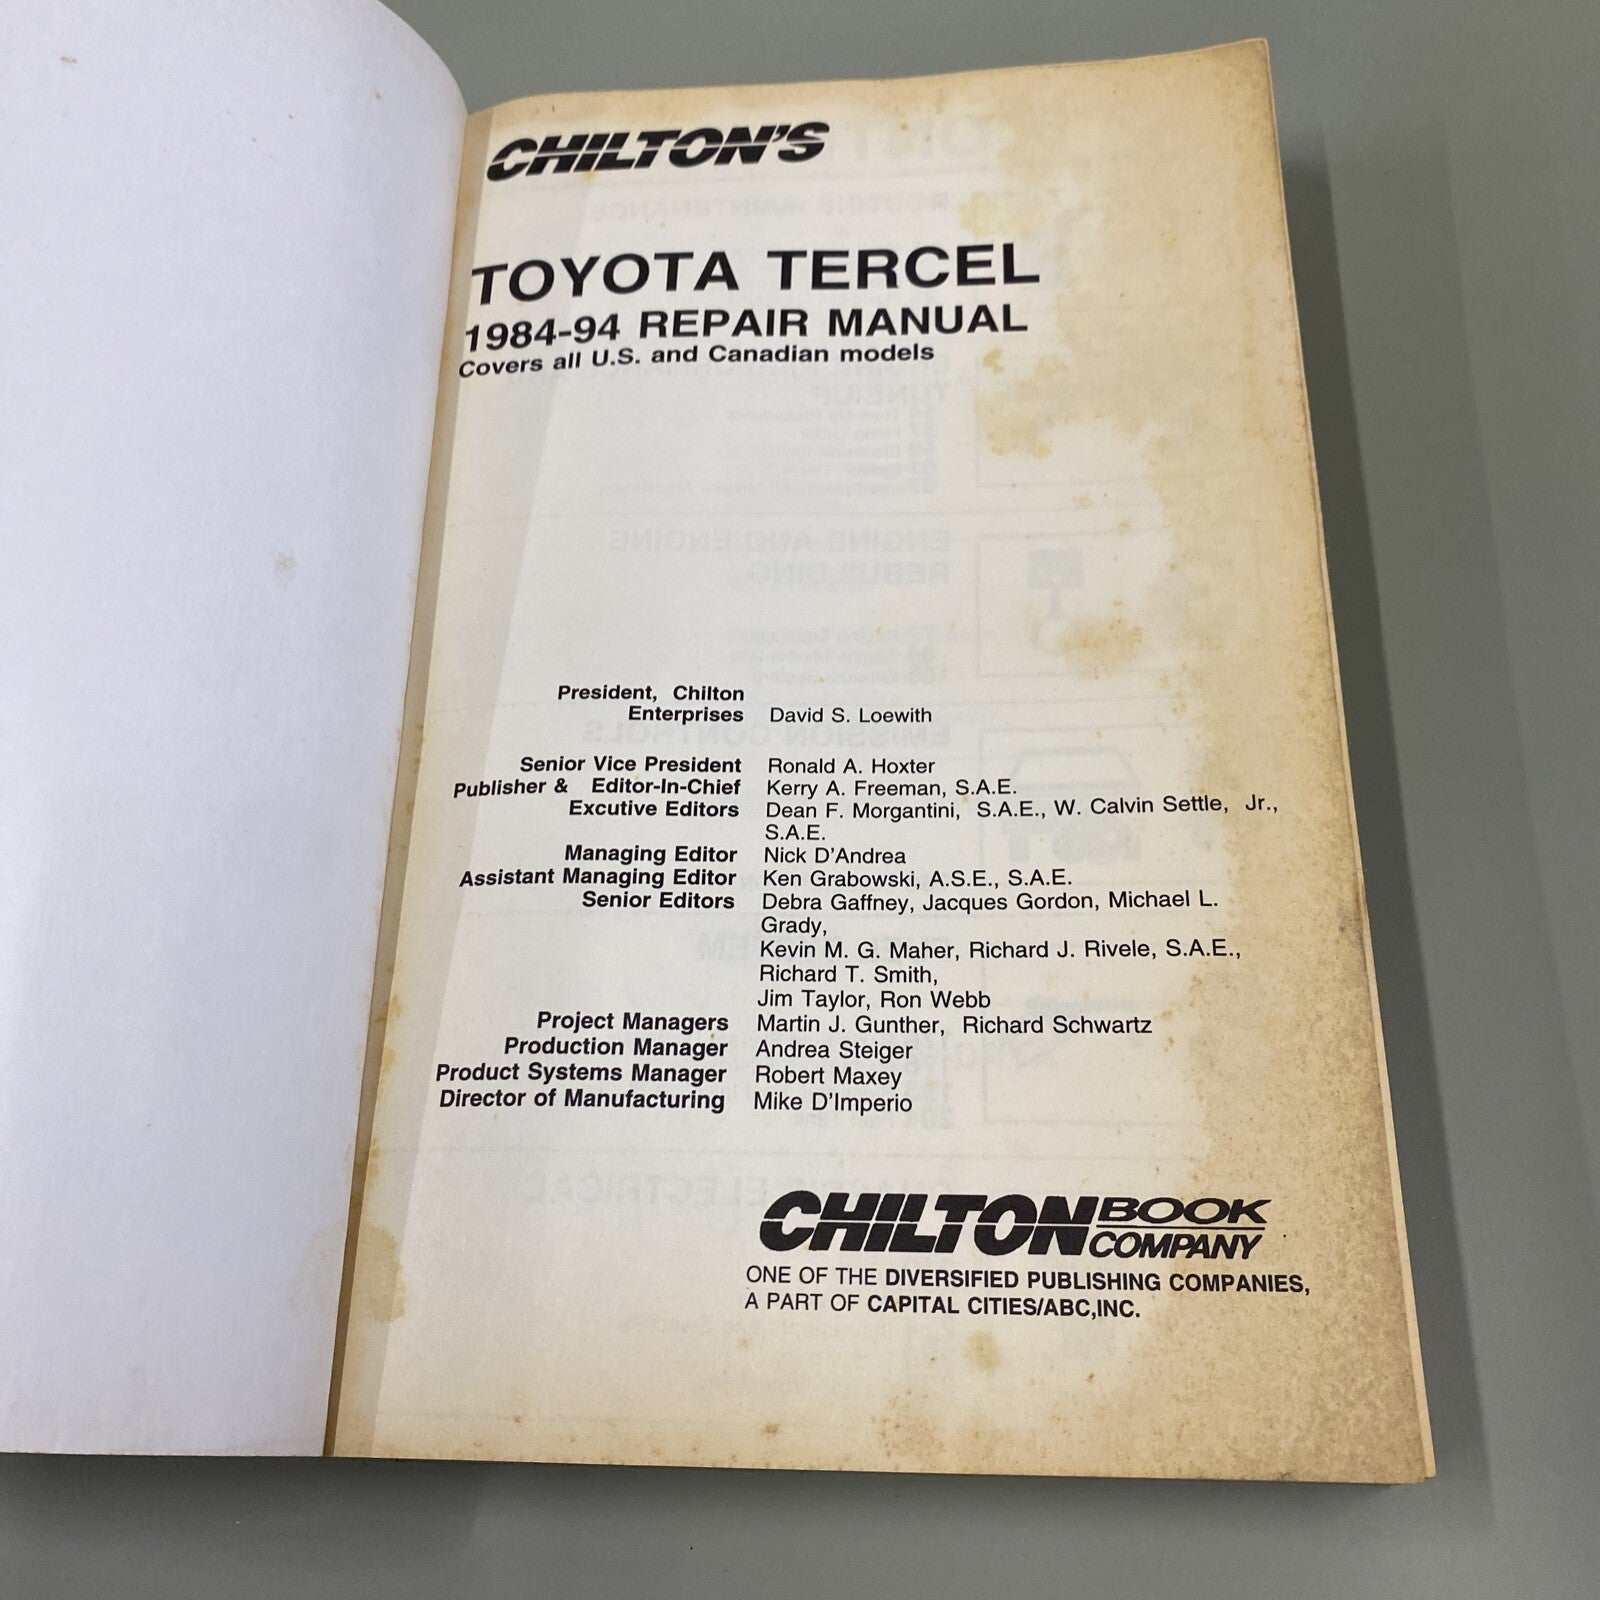 CHILTON'S
TOYOTA TERCEL
1984-94 REPAIR MANUAL
Covers all U.S. and Canadian models
President, Chilton
Enterprises David S. Loewith
Senior Vice President Ronald A. Hoxter
Publisher & Editor-In-Chief Kerry A. Freeman, S.A.E.
Excutive Editors Dean F. Morgantini, S.A.E., W. Calvin Settle, Jr.,
S.A.E.
Managing Editor Nick D'Andrea
Assistant Managing Editor Ken Grabowski, A.S.E., S.A.E.
Senior Editors Debra Gaffney, Jacques Gordon, Michael L.
Grady,
Kevin M. G. Maher, Richard J. Rivele, S.A.E.,
Richard T. Smith,
Jim Taylor, Ron Webb
Project Managers Martin J. Gunther, Richard Schwartz
Production Manager Andrea Steiger
Product Systems Manager Robert Maxey
Director of Manufacturing Mike D'Imperio
CHILTON BOOK
COMPANY
ONE OF THE DIVERSIFIED PUBLISHING COMPANIES,
A PART OF CAPITAL CITIES/ABC,INC.